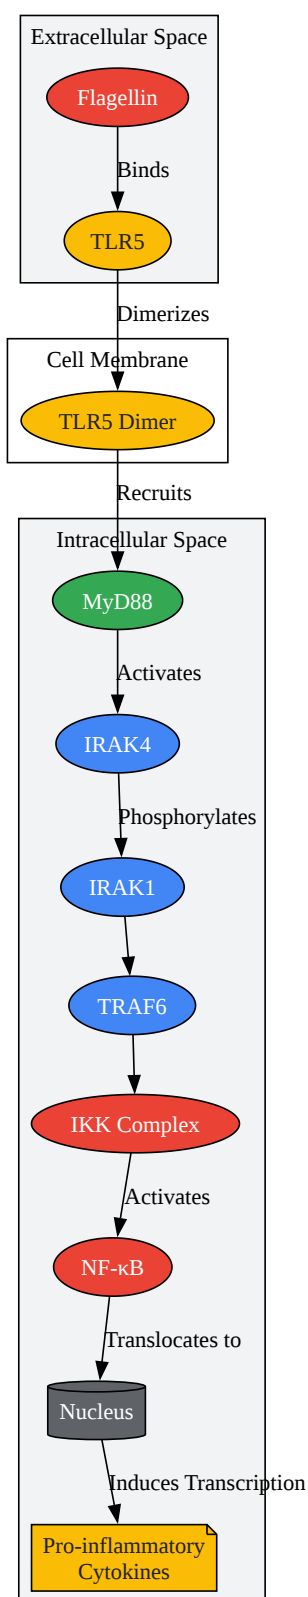 Extracellular Space
Flagellin
Binds
TLR5
Dimerizes
Cell Membrane
TLR5 Dimer
Recruits
Intracellular Space
MyD88
Activates
IRAK4
Phosphorylates
IRAK1
TRAF6
IKK Complex
Activates
NF-κB
Translocates to
Nucleus
Induces Transcription
Pro-inflammatory
Cytokines